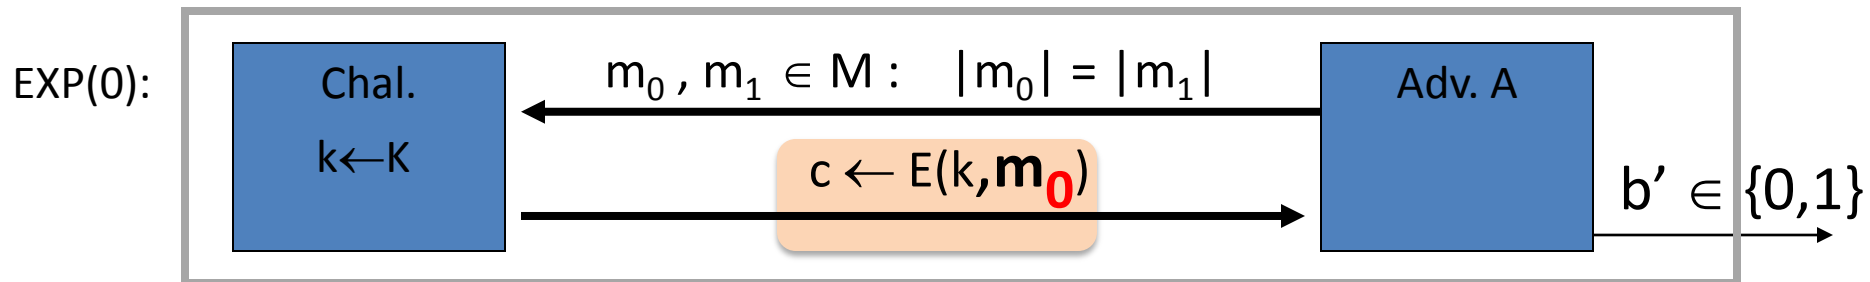 EXP(0):
Chal.
k←K
m₀ , m₁ ∈ M : |m₀| = |m₁|
c ← E(k,m₀)
Adv. A
b’ ∈ {0,1}